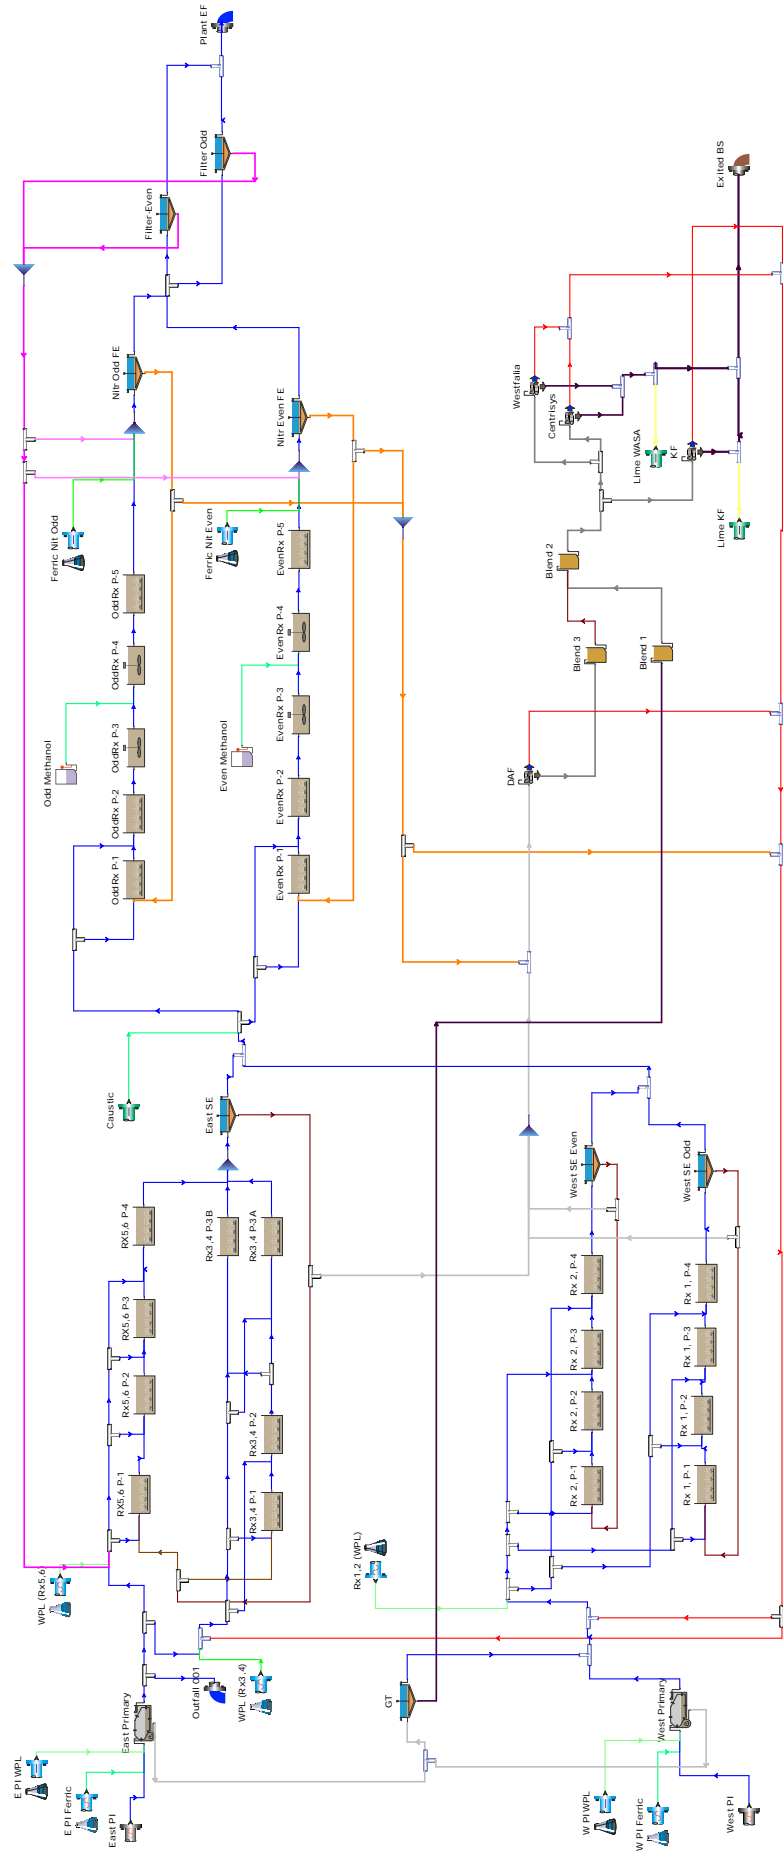 Plant EF
Filter Odd
Filter-Even
Nitr Odd FE
Nitr Even FE
Ferric Nit Odd
Ferric Nit Even
OddRx P-5
OddRx P-4
OddRx P-3
OddRx P-2
OddRx P-1
Odd Methanol
EvenRx P-5
EvenRx P-4
EvenRx P-3
EvenRx P-2
EvenRx P-1
Even Methanol
Exited BS
Westfalia
Centrisys
Lime WASA
KF
Lime KF
Blend 2
Blend 3
Blend 1
DAF
Caustic
East SE
West SE Even
West SE Odd
RX5,6 P-4
RX5,6 P-3
RX5,6 P-2
RX5,6 P-1
Rx3,4 P-3B
Rx3,4 P-3A
Rx3,4 P-2
Rx3,4 P-1
Rx 2, P-4
Rx 2, P-3
Rx 2, P-2
Rx 2, P-1
Rx 1, P-4
Rx 1, P-3
Rx 1, P-2
Rx 1, P-1
WPL (Rx5,6)
Rx1,2 (WPL)
WPL (Rx3,4)
Outfall 001
East Primary
GT
West Primary
E PI WPL
E PI Ferric
East PI
W PI WPL
W PI Ferric
West PI